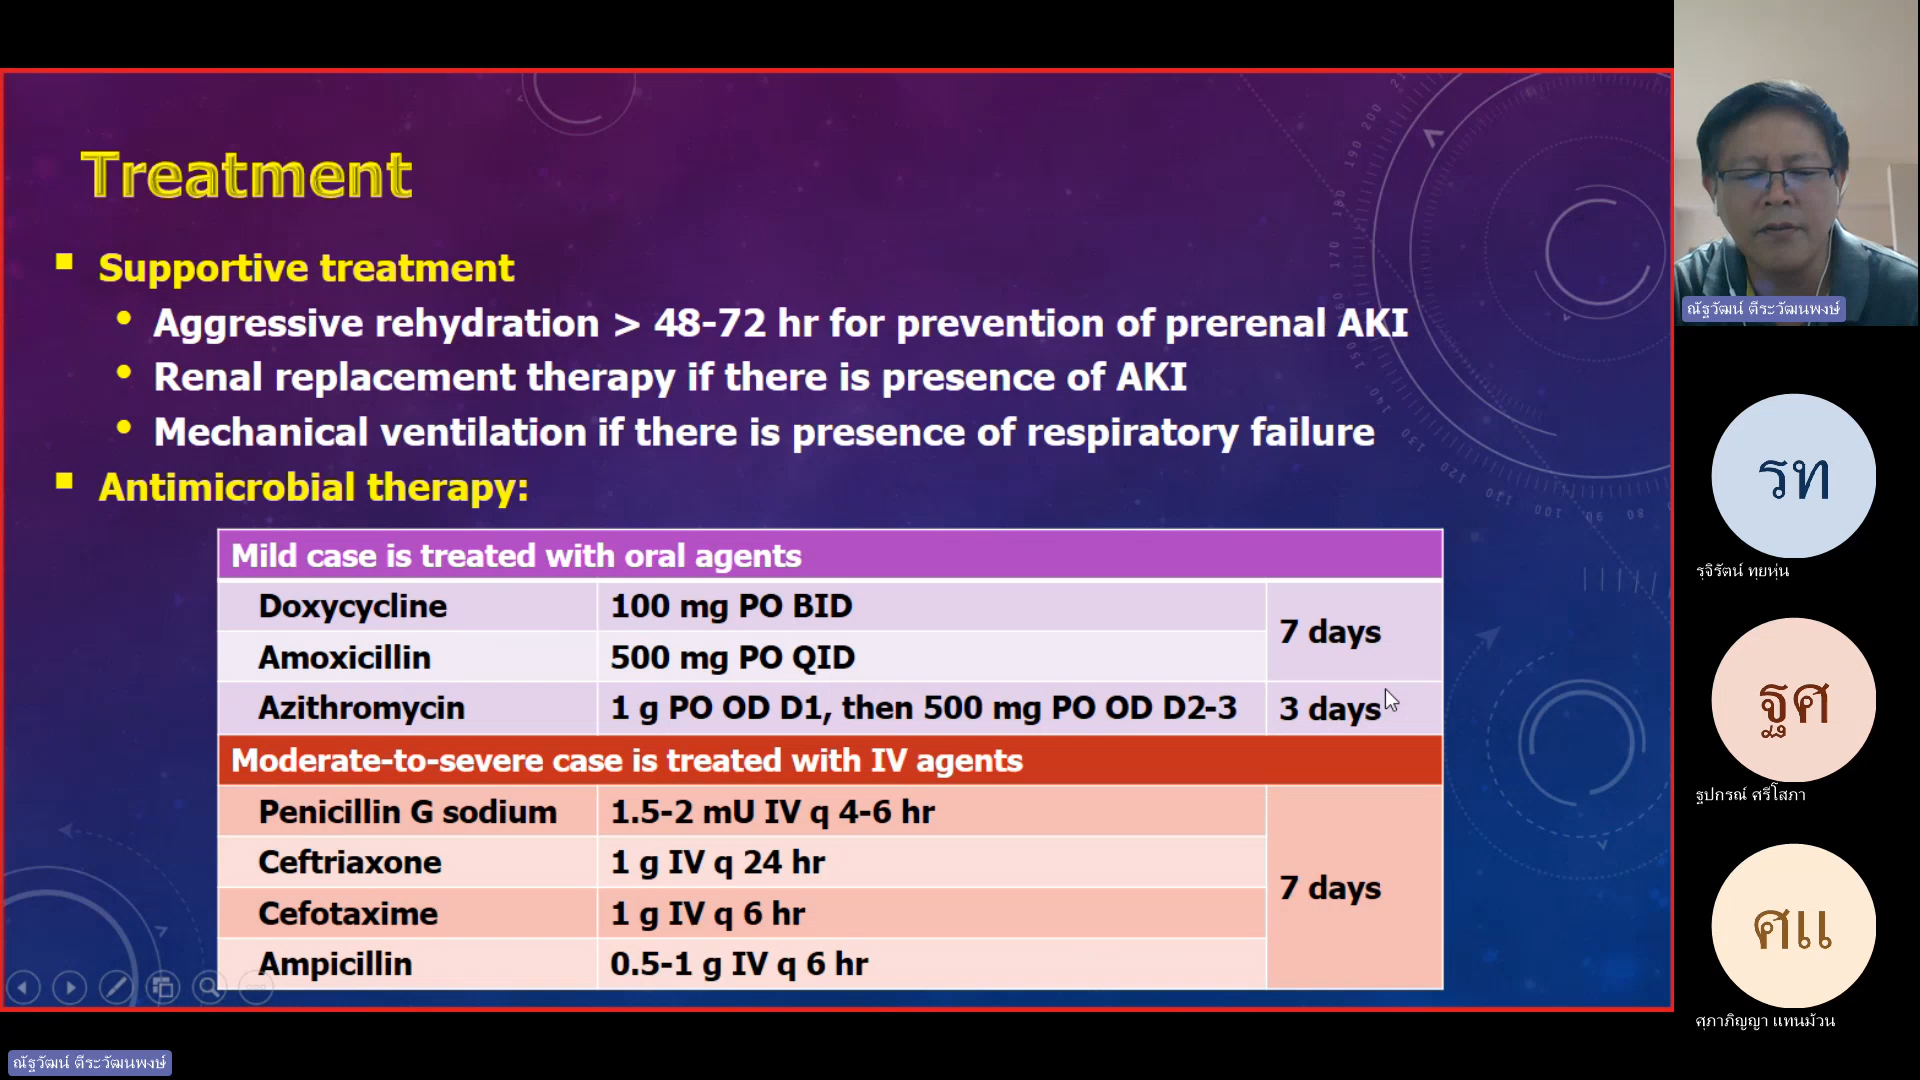 Treatment
Supportive treatment
Aggressive rehydration > 48-72 hr for prevention of prerenal AKI
Renal replacement therapy if there is presence of AKI
Mechanical ventilation if there is presence of respiratory failure
Antimicrobial therapy:
Mild case is treated with oral agents
Doxycycline 100 mg PO BID 7 days
Amoxicillin 500 mg PO QID
Azithromycin 1 g PO OD D1, then 500 mg PO OD D2-3 3 days
Moderate-to-severe case is treated with IV agents
Penicillin G sodium 1.5-2 mU IV q 4-6 hr 7 days
Ceftriaxone 1 g IV q 24 hr
Cefotaxime 1 g IV q 6 hr
Ampicillin 0.5-1 g IV q 6 hr
ณัฐวัฒน์ ตีระวัฒนพงษ์
รท
รุจิรัตน์ ทุยหุ่น
ฐศ
ฐปกรณ์ ศรีโสภา
ศแ
ศุภาภิญญา แทนม้วน
ณัฐวัฒน์ ตีระวัฒนพงษ์